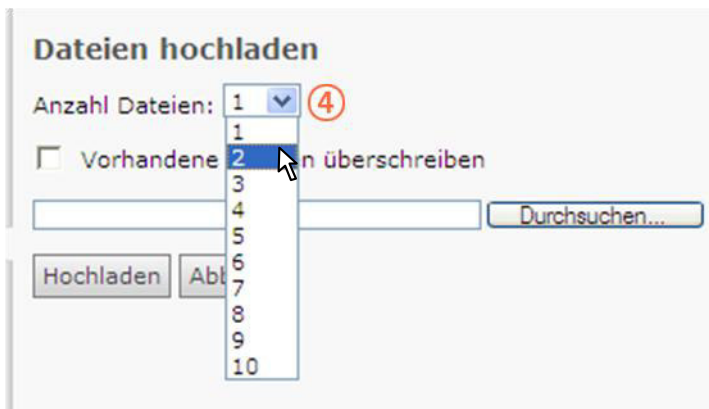 Dateien hochladen
Anzahl Dateien: 1 4
1
Vorhandene 2 n überschreiben
3
4
Durchsuchen...
5
Hochladen Abb 6
7
8
9
10